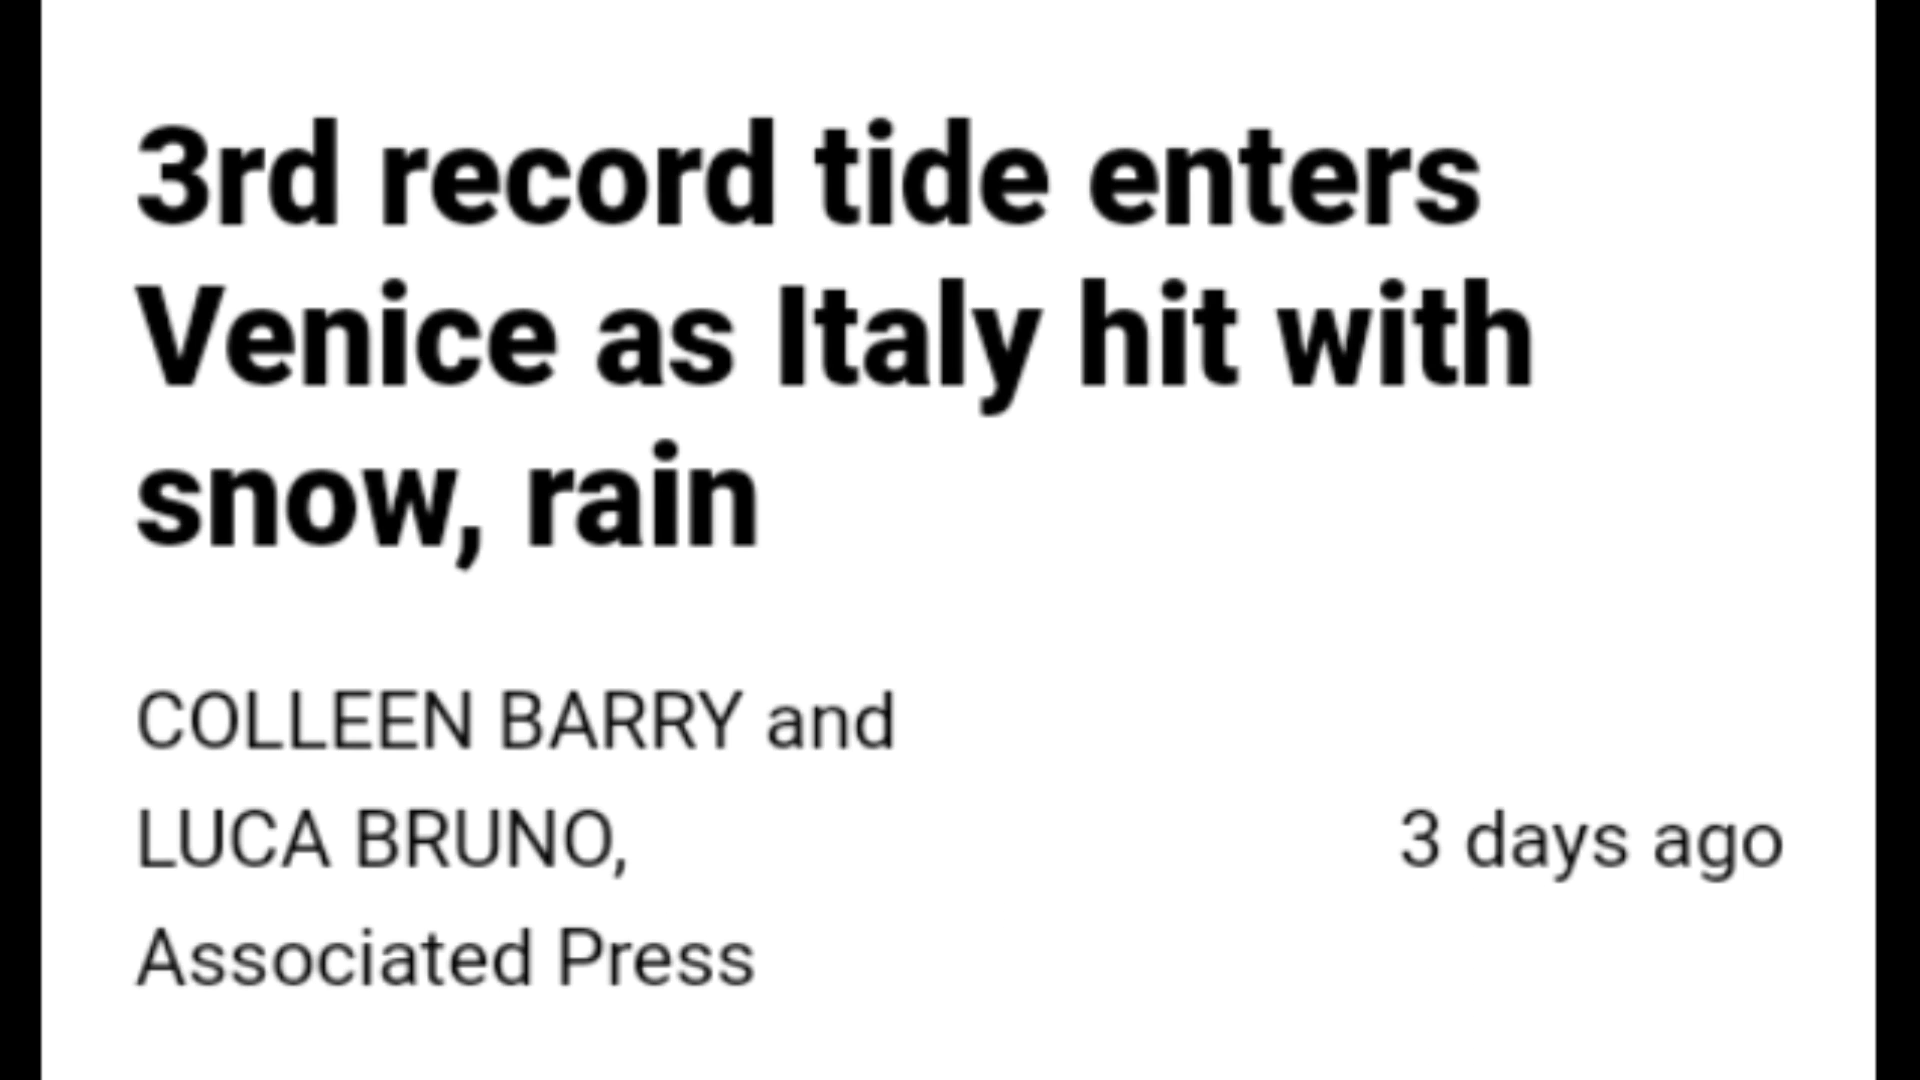 3rd record tide enters
Venice as Italy hit with
snow, rain
COLLEEN BARRY and
LUCA BRUNO,
3 days ago
Associated Press